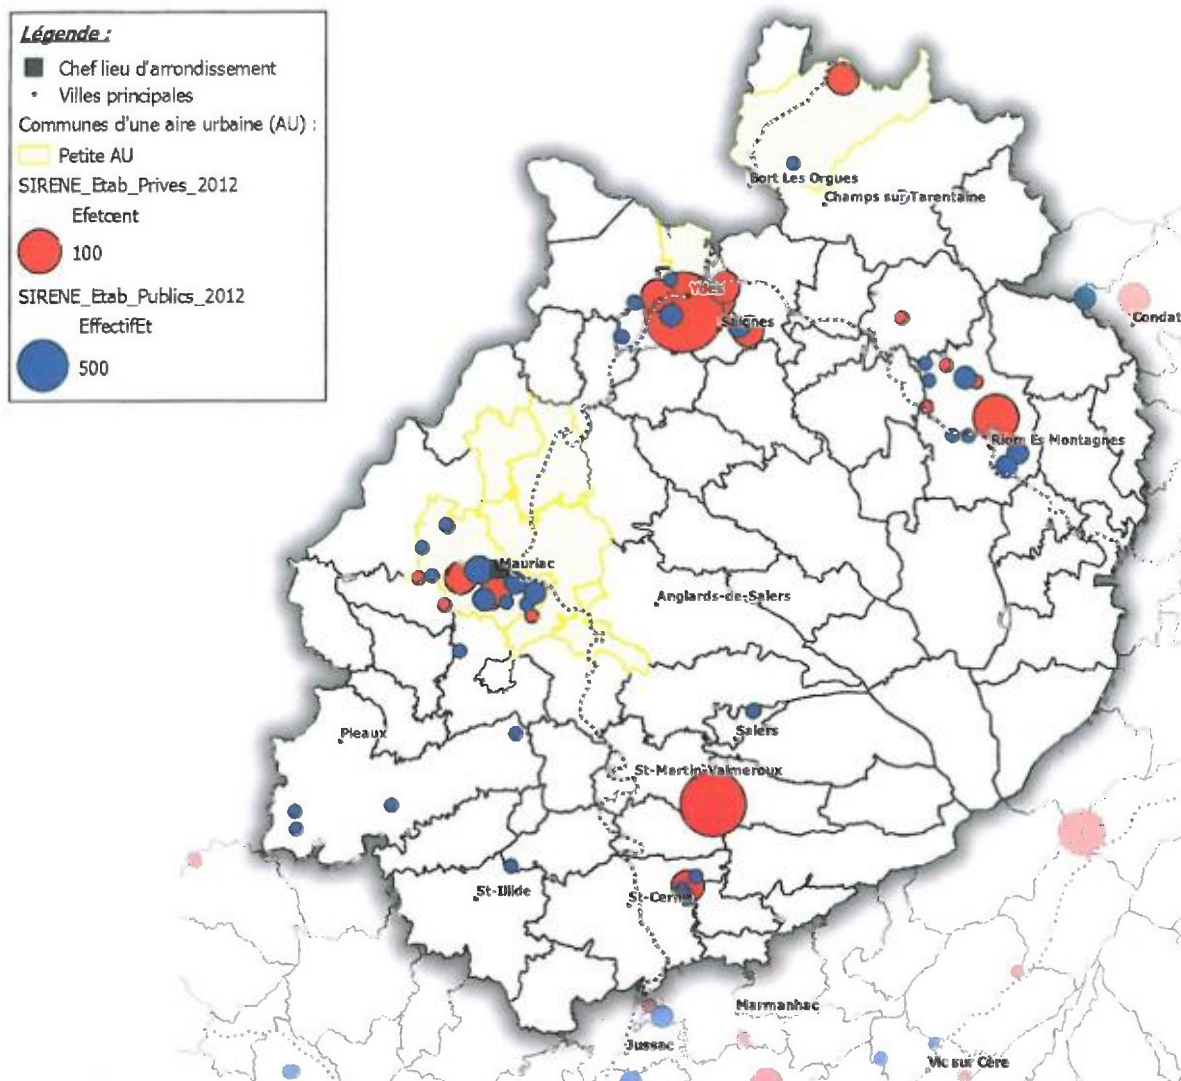 Légende :
Chef lieu d'arrondissement
Villes principales
Communes d'une aire urbaine (AU) :
Petite AU
SIRENE_Etab_Prives_2012
Efetcent
100
SIRENE_Etab_Publics_2012
EffectifEt
500
Bort Les Orgues
Champs sur Tarentaine
Ydes
Condat
Saignes
Riom Es Montagnes
Mauriac
Anglards-de-Salers
Salers
Pleaux
St-Martin-Valmeroux
St-Illide
St-Cernin
Marmanhac
Jussac
Vic sur Cère